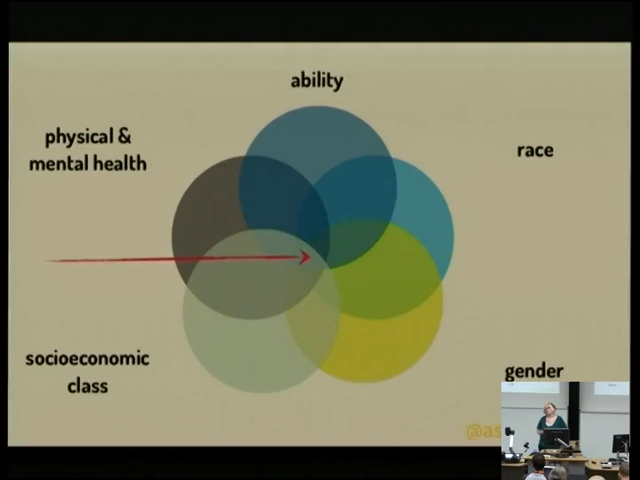 ability
physical &
mental health
race
socioeconomic
class
gender